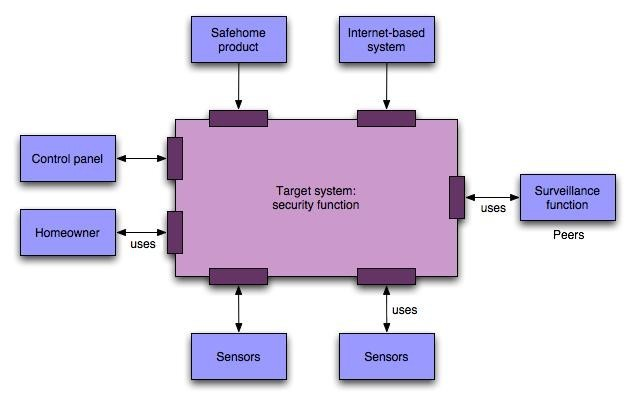 Safehome
product
Internet-based
system
Control panel
Target system:
security function
Surveillance
function
uses
Homeowner
uses
Peers
uses
Sensors
Sensors